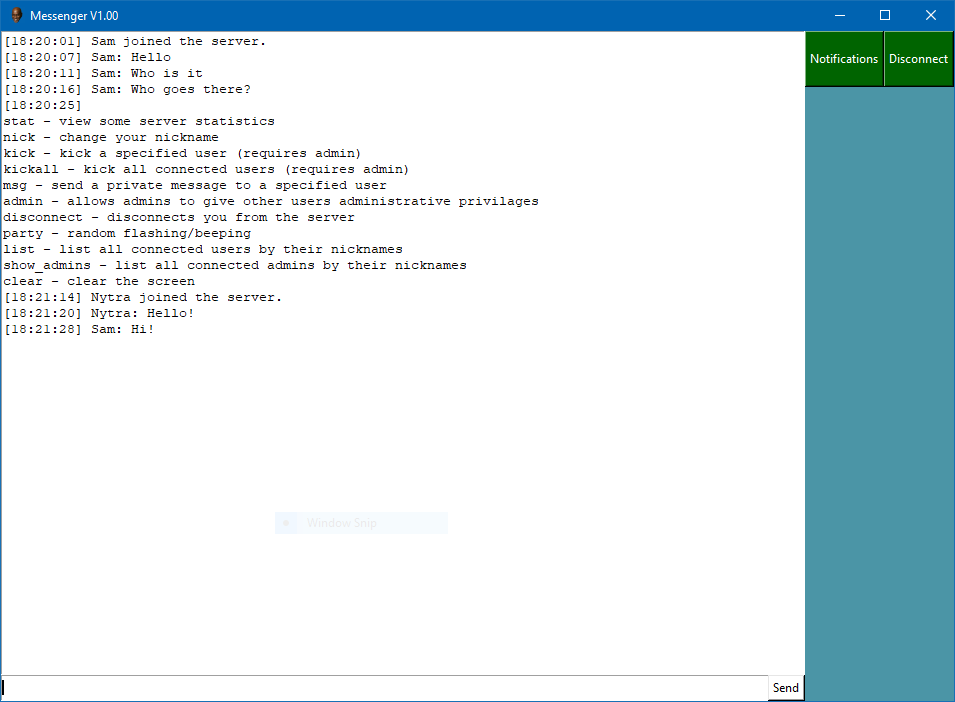 Messenger V1.00
[18:20:01] Sam joined the server.
[18:20:07] Sam: Hello
[18:20:11] Sam: Who is it
[18:20:16] Sam: Who goes there?
[18:20:25]
stat - view some server statistics
nick - change your nickname
kick - kick a specified user (requires admin)
kickall - kick all connected users (requires admin)
msg - send a private message to a specified user
admin - allows admins to give other users administrative privilages
disconnect - disconnects you from the server
party - random flashing/beeping
list - list all connected users by their nicknames
show_admins - list all connected admins by their nicknames
clear - clear the screen
[18:21:14] Nytra joined the server.
[18:21:20] Nytra: Hello!
[18:21:28] Sam: Hi!
Window Snip
Send
Notifications
Disconnect